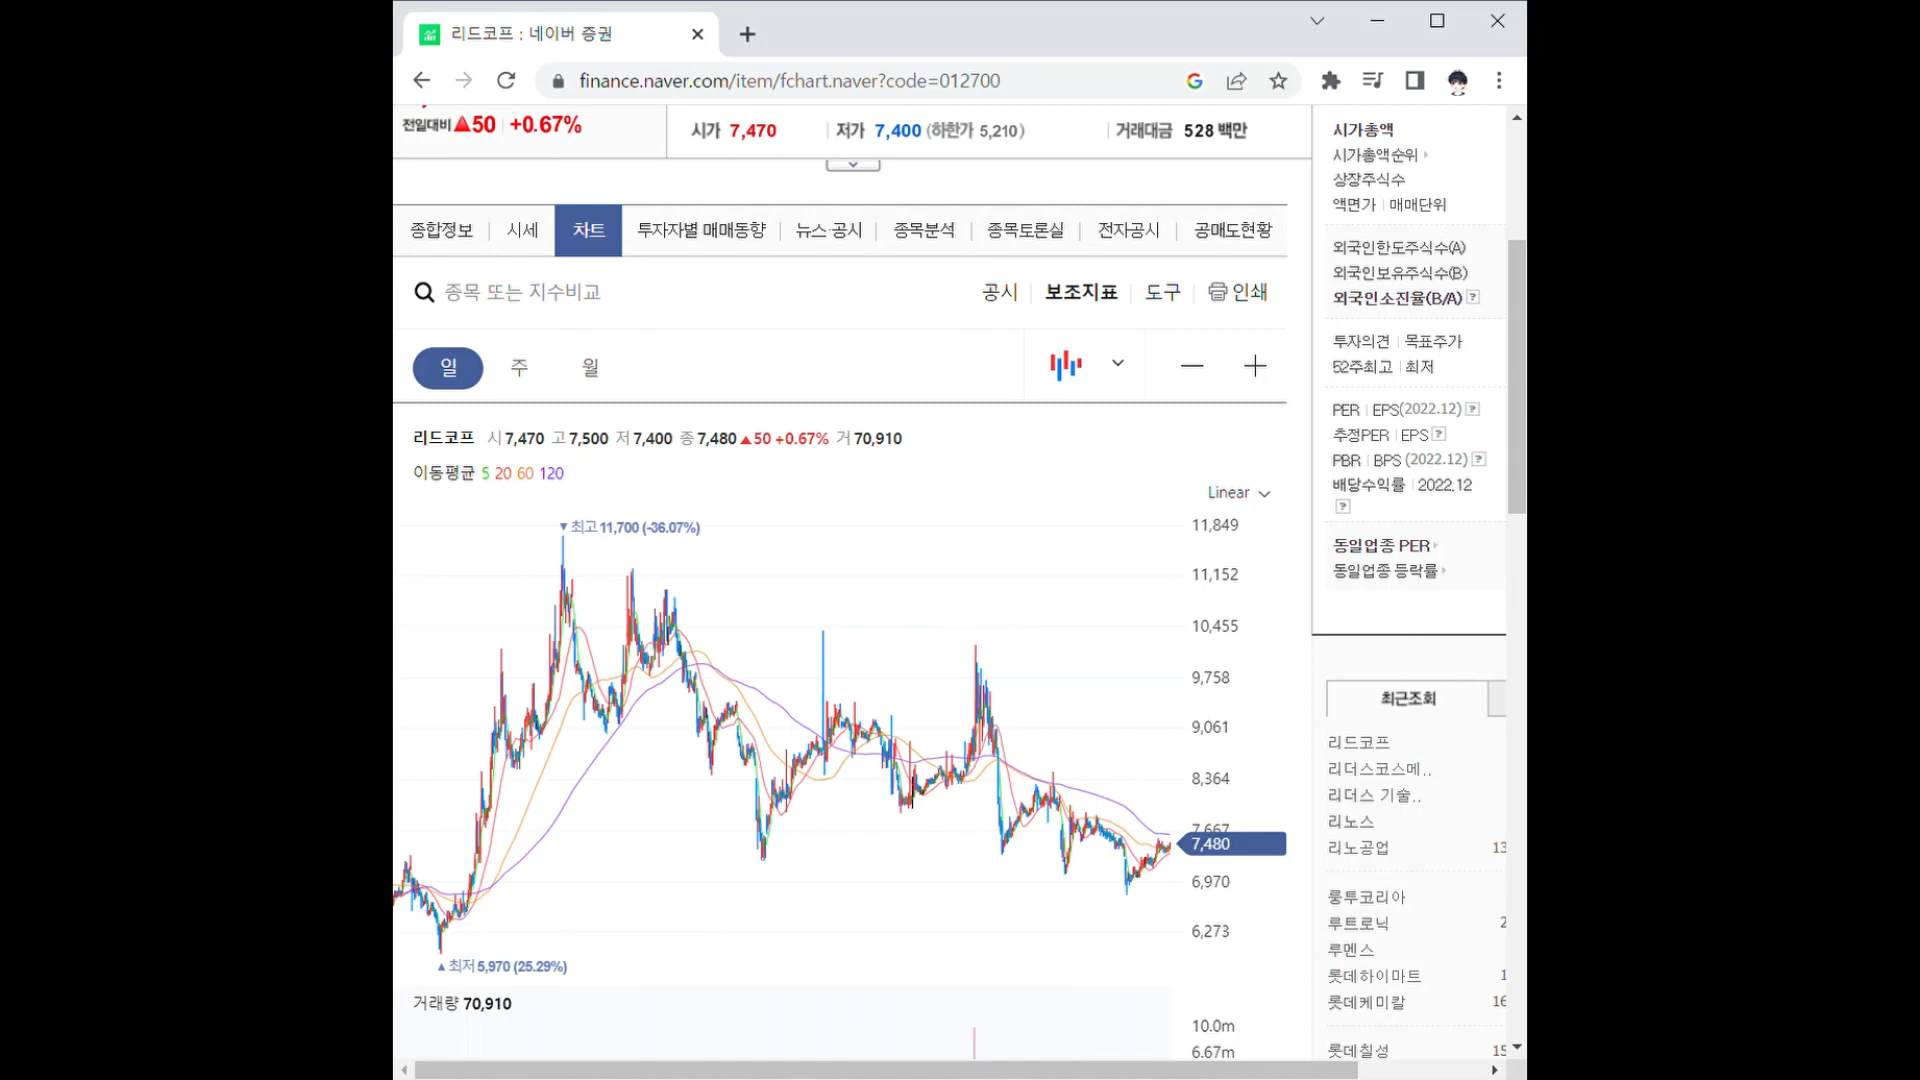 리드코프 : 네이버 증권
finance.naver.com/item/fchart.naver?code=012700
전일대비 ▲50 +0.67%
시가 7,470 저가 7,400 (하한가 5,210) 거래대금 528 백만
종합정보 시세 차트 투자자별 매매동향 뉴스·공시 종목분석 종목토론실 전자공시 공매도현황
종목 또는 지수비교 공시 보조지표 도구 인쇄
일 주 월
리드코프 시 7,470 고 7,500 저 7,400 종 7,480 ▲50 +0.67% 거 70,910
이동평균 5 20 60 120
Linear
▼최고 11,700 (-36.07%)
11,849
11,152
10,455
9,758
9,061
8,364
7,667
7,480
6,970
6,273
▲최저 5,970 (25.29%)
거래량 70,910
10.0m
6.67m
시가총액
시가총액순위
상장주식수
액면가 | 매매단위
외국인한도주식수(A)
외국인보유주식수(B)
외국인소진율(B/A) ?
투자의견 | 목표주가
52주최고 | 최저
PER | EPS(2022.12) ?
추정PER | EPS ?
PBR | BPS (2022.12) ?
배당수익률 | 2022.12
?
동일업종 PER
동일업종 등락률
최근조회
리드코프
리더스코스메..
리더스 기술..
리노스
리노공업 13
룽투코리아
루트로닉 2
루멘스
롯데하이마트 1
롯데케미칼 16
롯데칠성 15